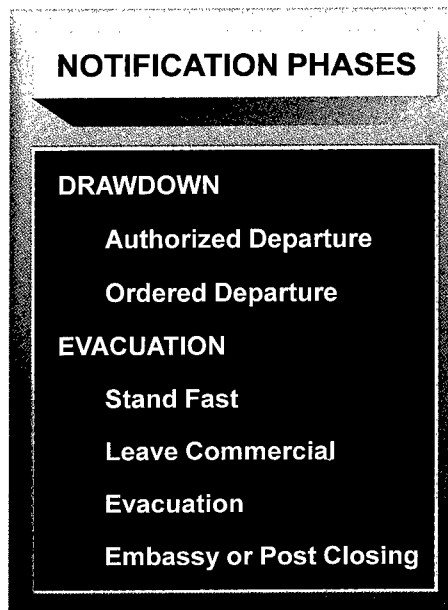 NOTIFICATION PHASES
DRAWDOWN
Authorized Departure
Ordered Departure
EVACUATION
Stand Fast
Leave Commercial
Evacuation
Embassy or Post Closing